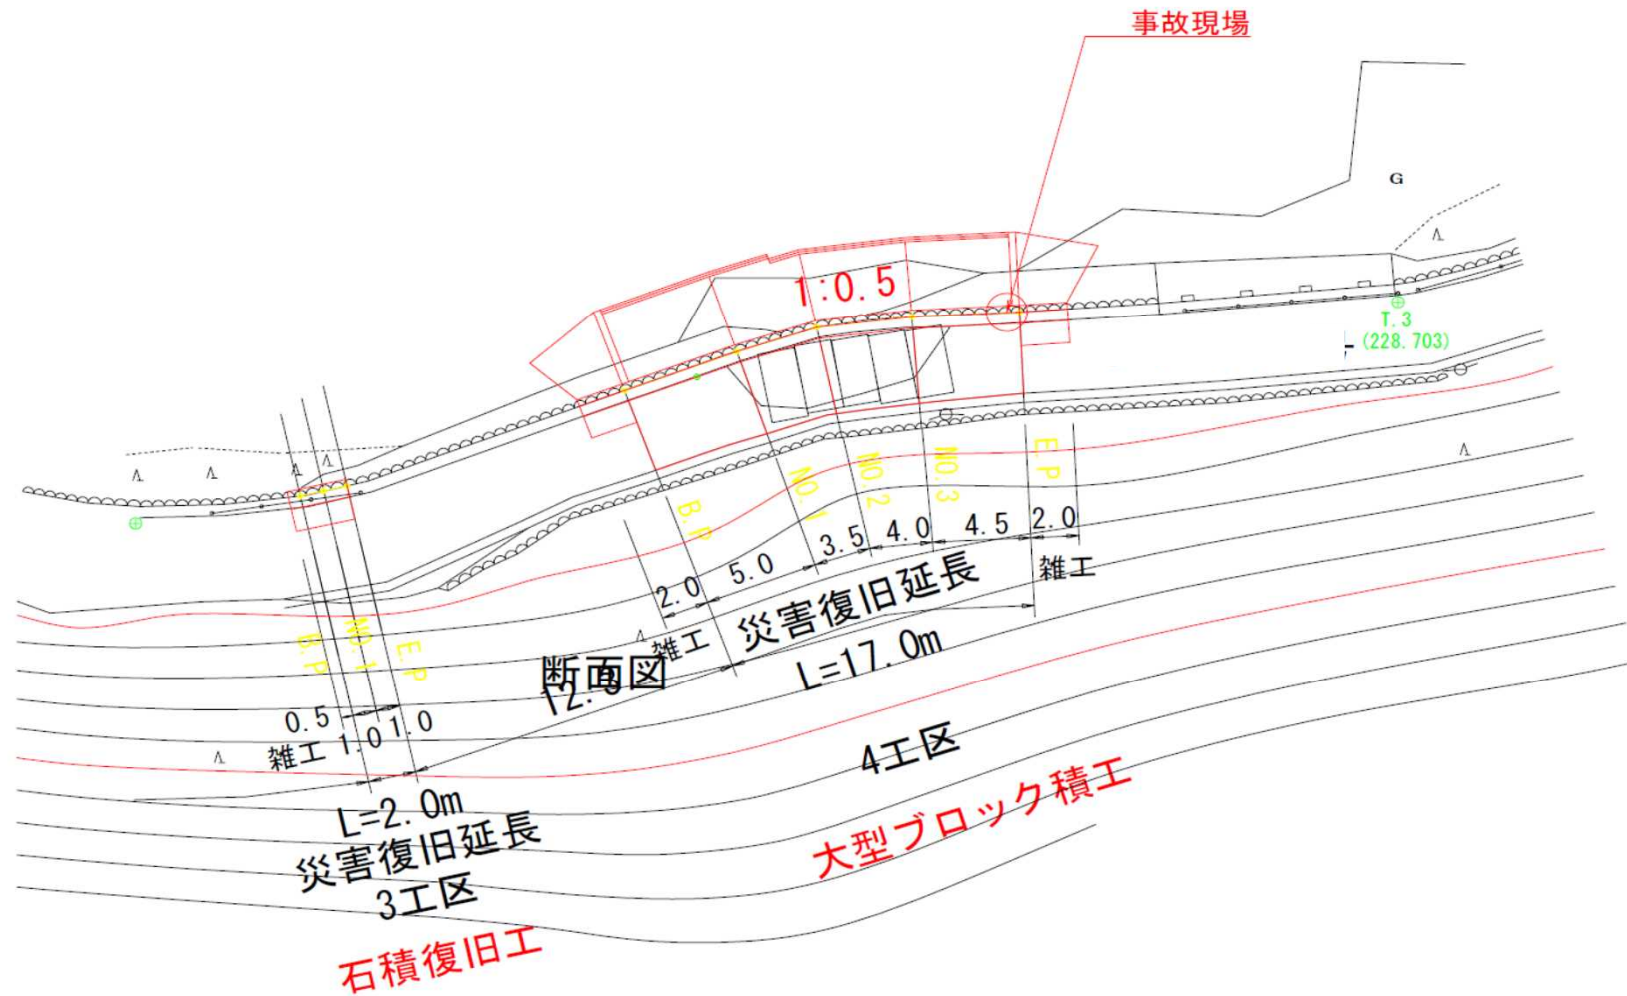 事故現場
G
1:0.5
T.3
(228.703)
B.P
NO.1
NO.2
NO.3
E.P
2.0
5.0
3.5
4.0
4.5
2.0
雑工
雑工
災害復旧延長
L=17.0m
断面図
B.P
NO.1
E.P
0.5
1.0
1.0
雑工
L=2.0m
災害復旧延長
3工区
石積復旧工
4工区
大型ブロック積工